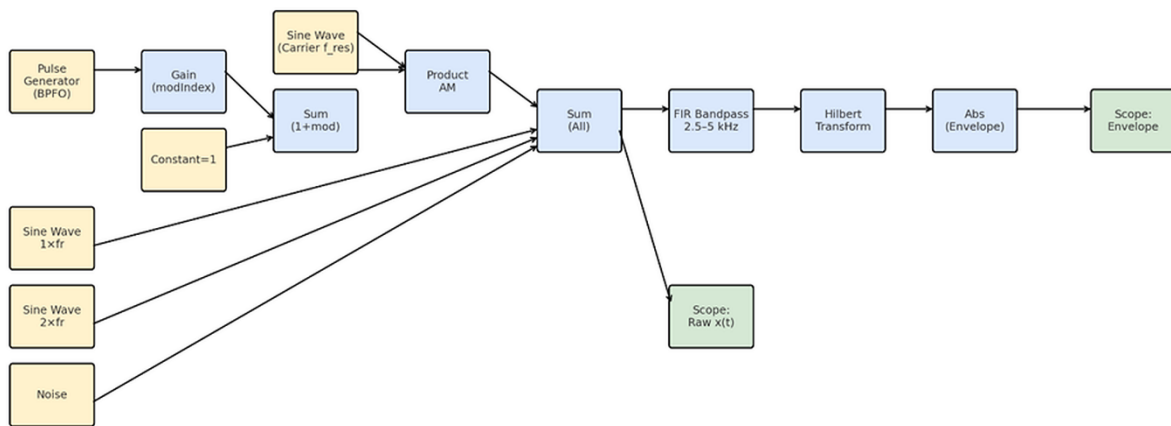 Pulse
Generator
(BPFO)
Gain
(modIndex)
Constant=1
Sine Wave
(Carrier f_res)
Sum
(1+mod)
Product
AM
Sum
(All)
FIR Bandpass
2.5–5 kHz
Hilbert
Transform
Abs
(Envelope)
Scope:
Envelope
Sine Wave
1×fr
Sine Wave
2×fr
Noise
Scope:
Raw x(t)